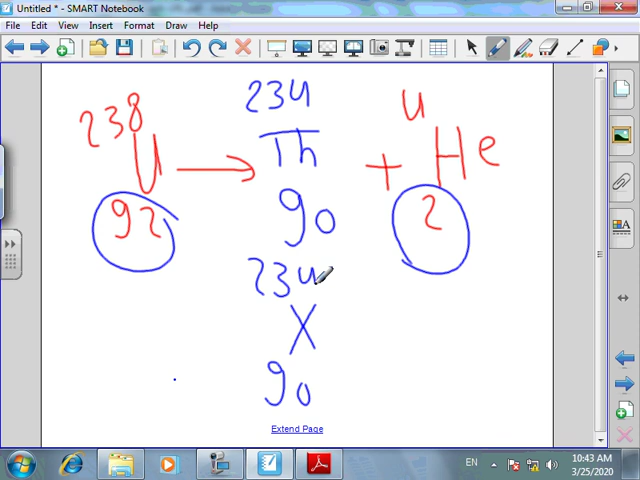 Untitled * - SMART Notebook
File Edit View Insert Format Tools Draw Help
238 U 92 → 234 Th 90 + 4 He 2
234 X 90
Extend Page
EN
10:43 AM
3/25/2020